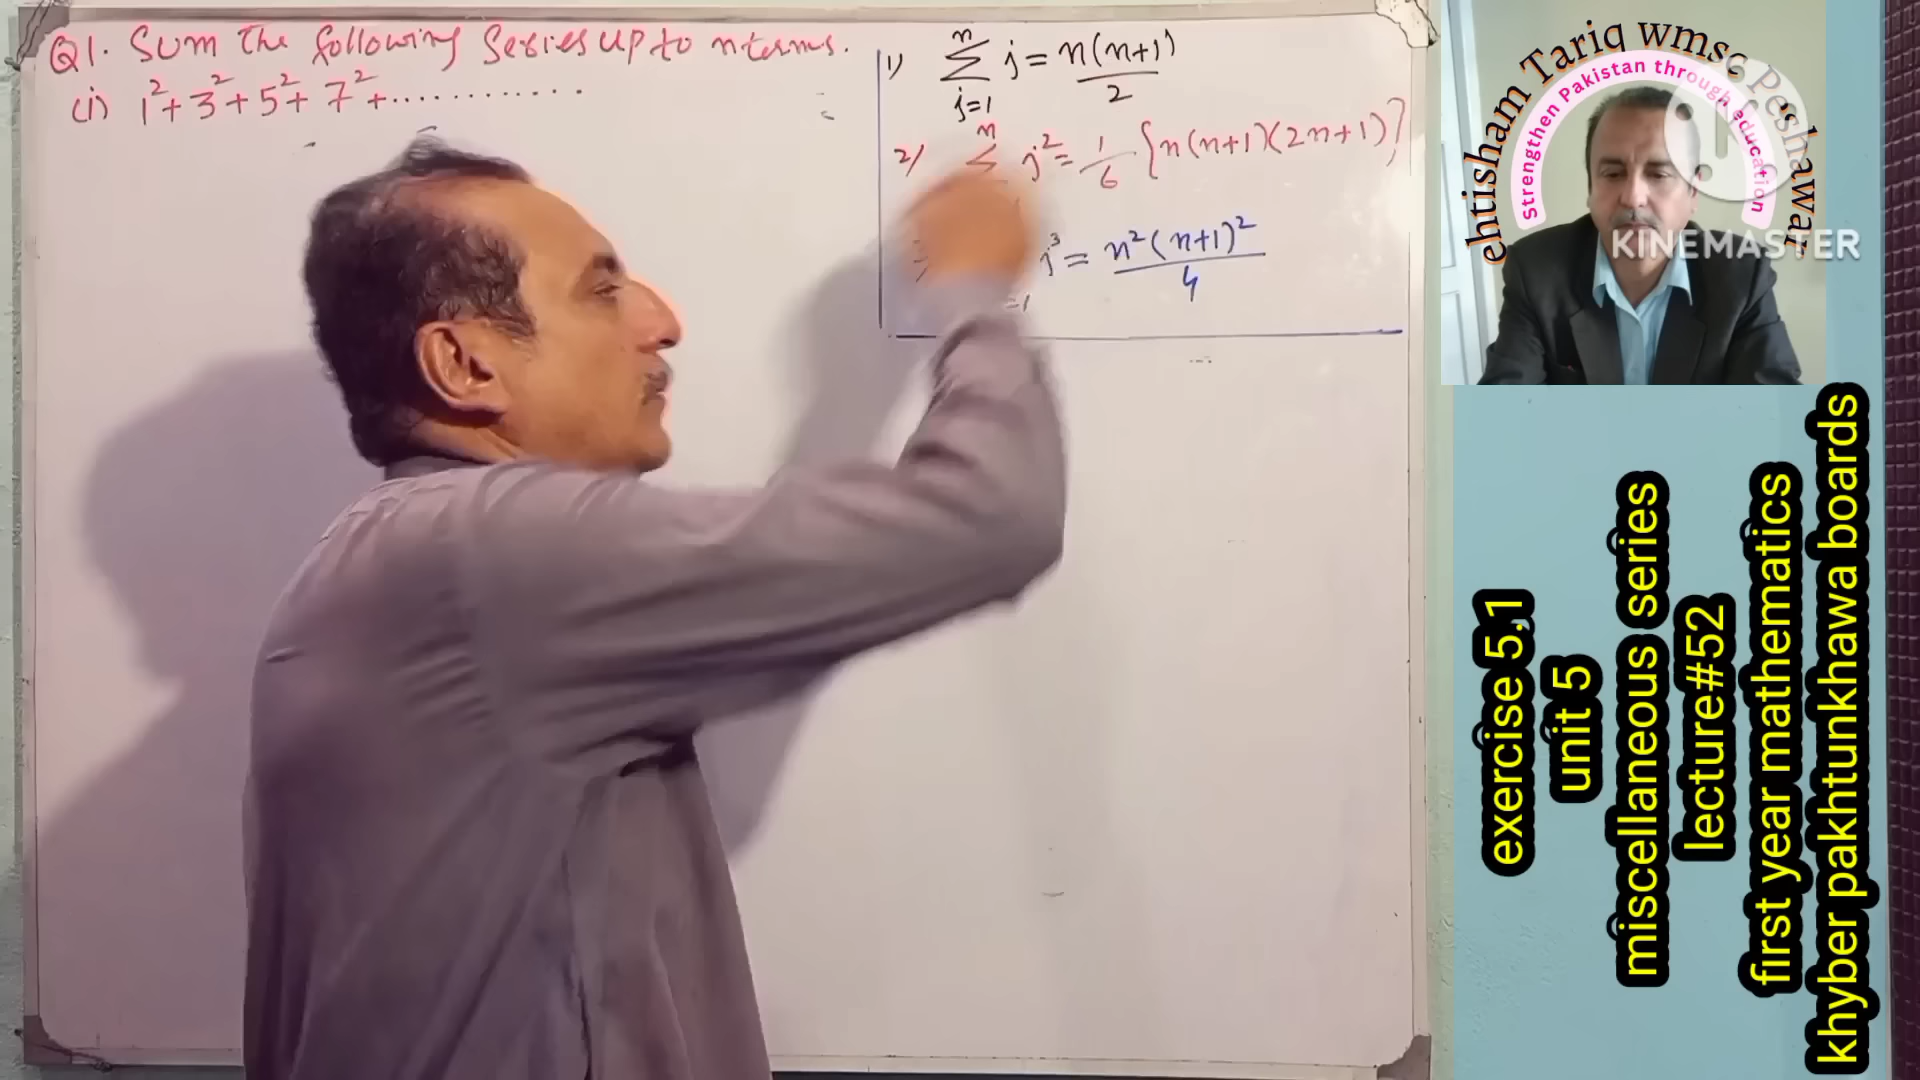 Q1. Sum The following Series up to n terms.
(i) 1² + 3² + 5² + 7² + ............
1) n∑j=1 j = n(n+1)/2
2) n∑ j² = 1/6 {n(n+1)(2n+1)}
j³ = n²(n+1)²/4
=1
ehtisham Tariq wmsc Peshawar
Strengthen Pakistan through education
KINEMASTER
exercise 5,1
unit 5
miscellaneous series
lecture#52
first year mathematics
khyber pakhtunkhawa boards